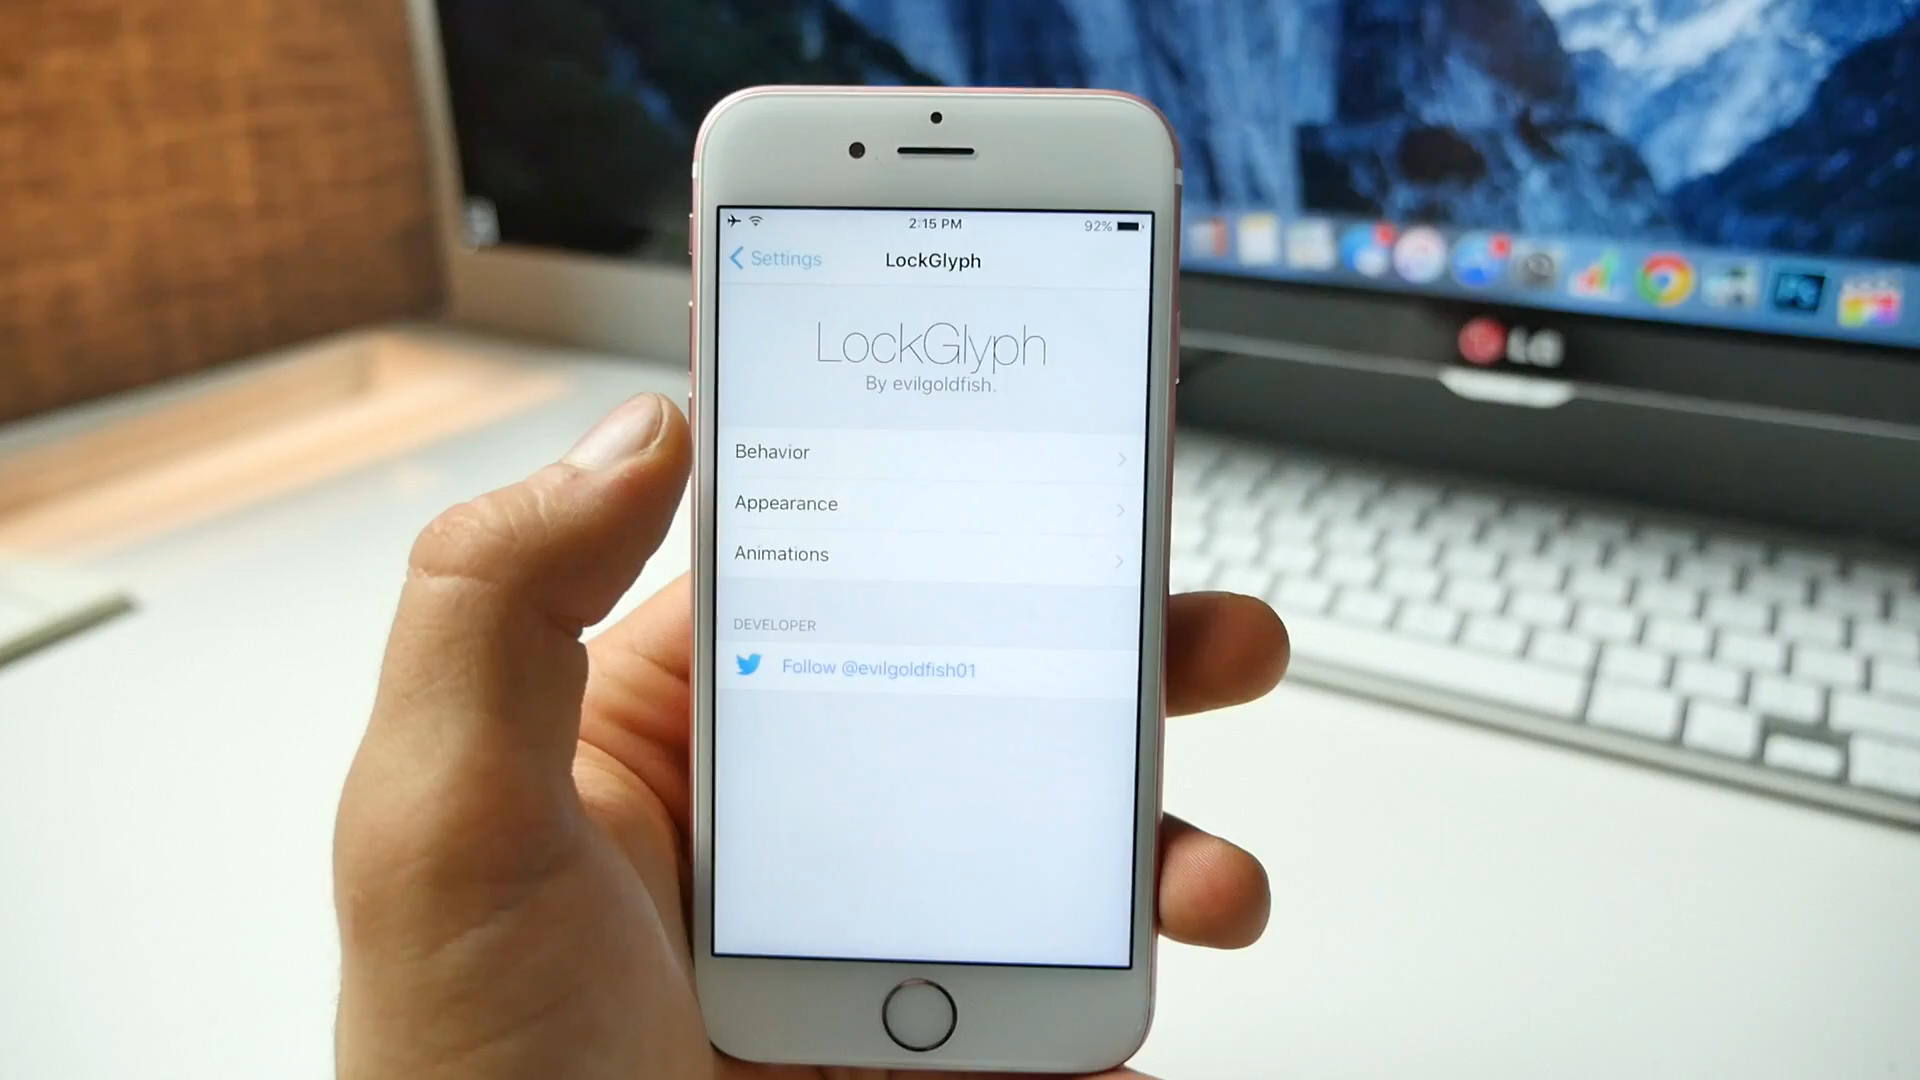 2:15 PM
92%
Settings
LockGlyph
LockGlyph
By evilgoldfish.
Behavior
Appearance
Animations
DEVELOPER
Follow @evilgoldfish01
LG